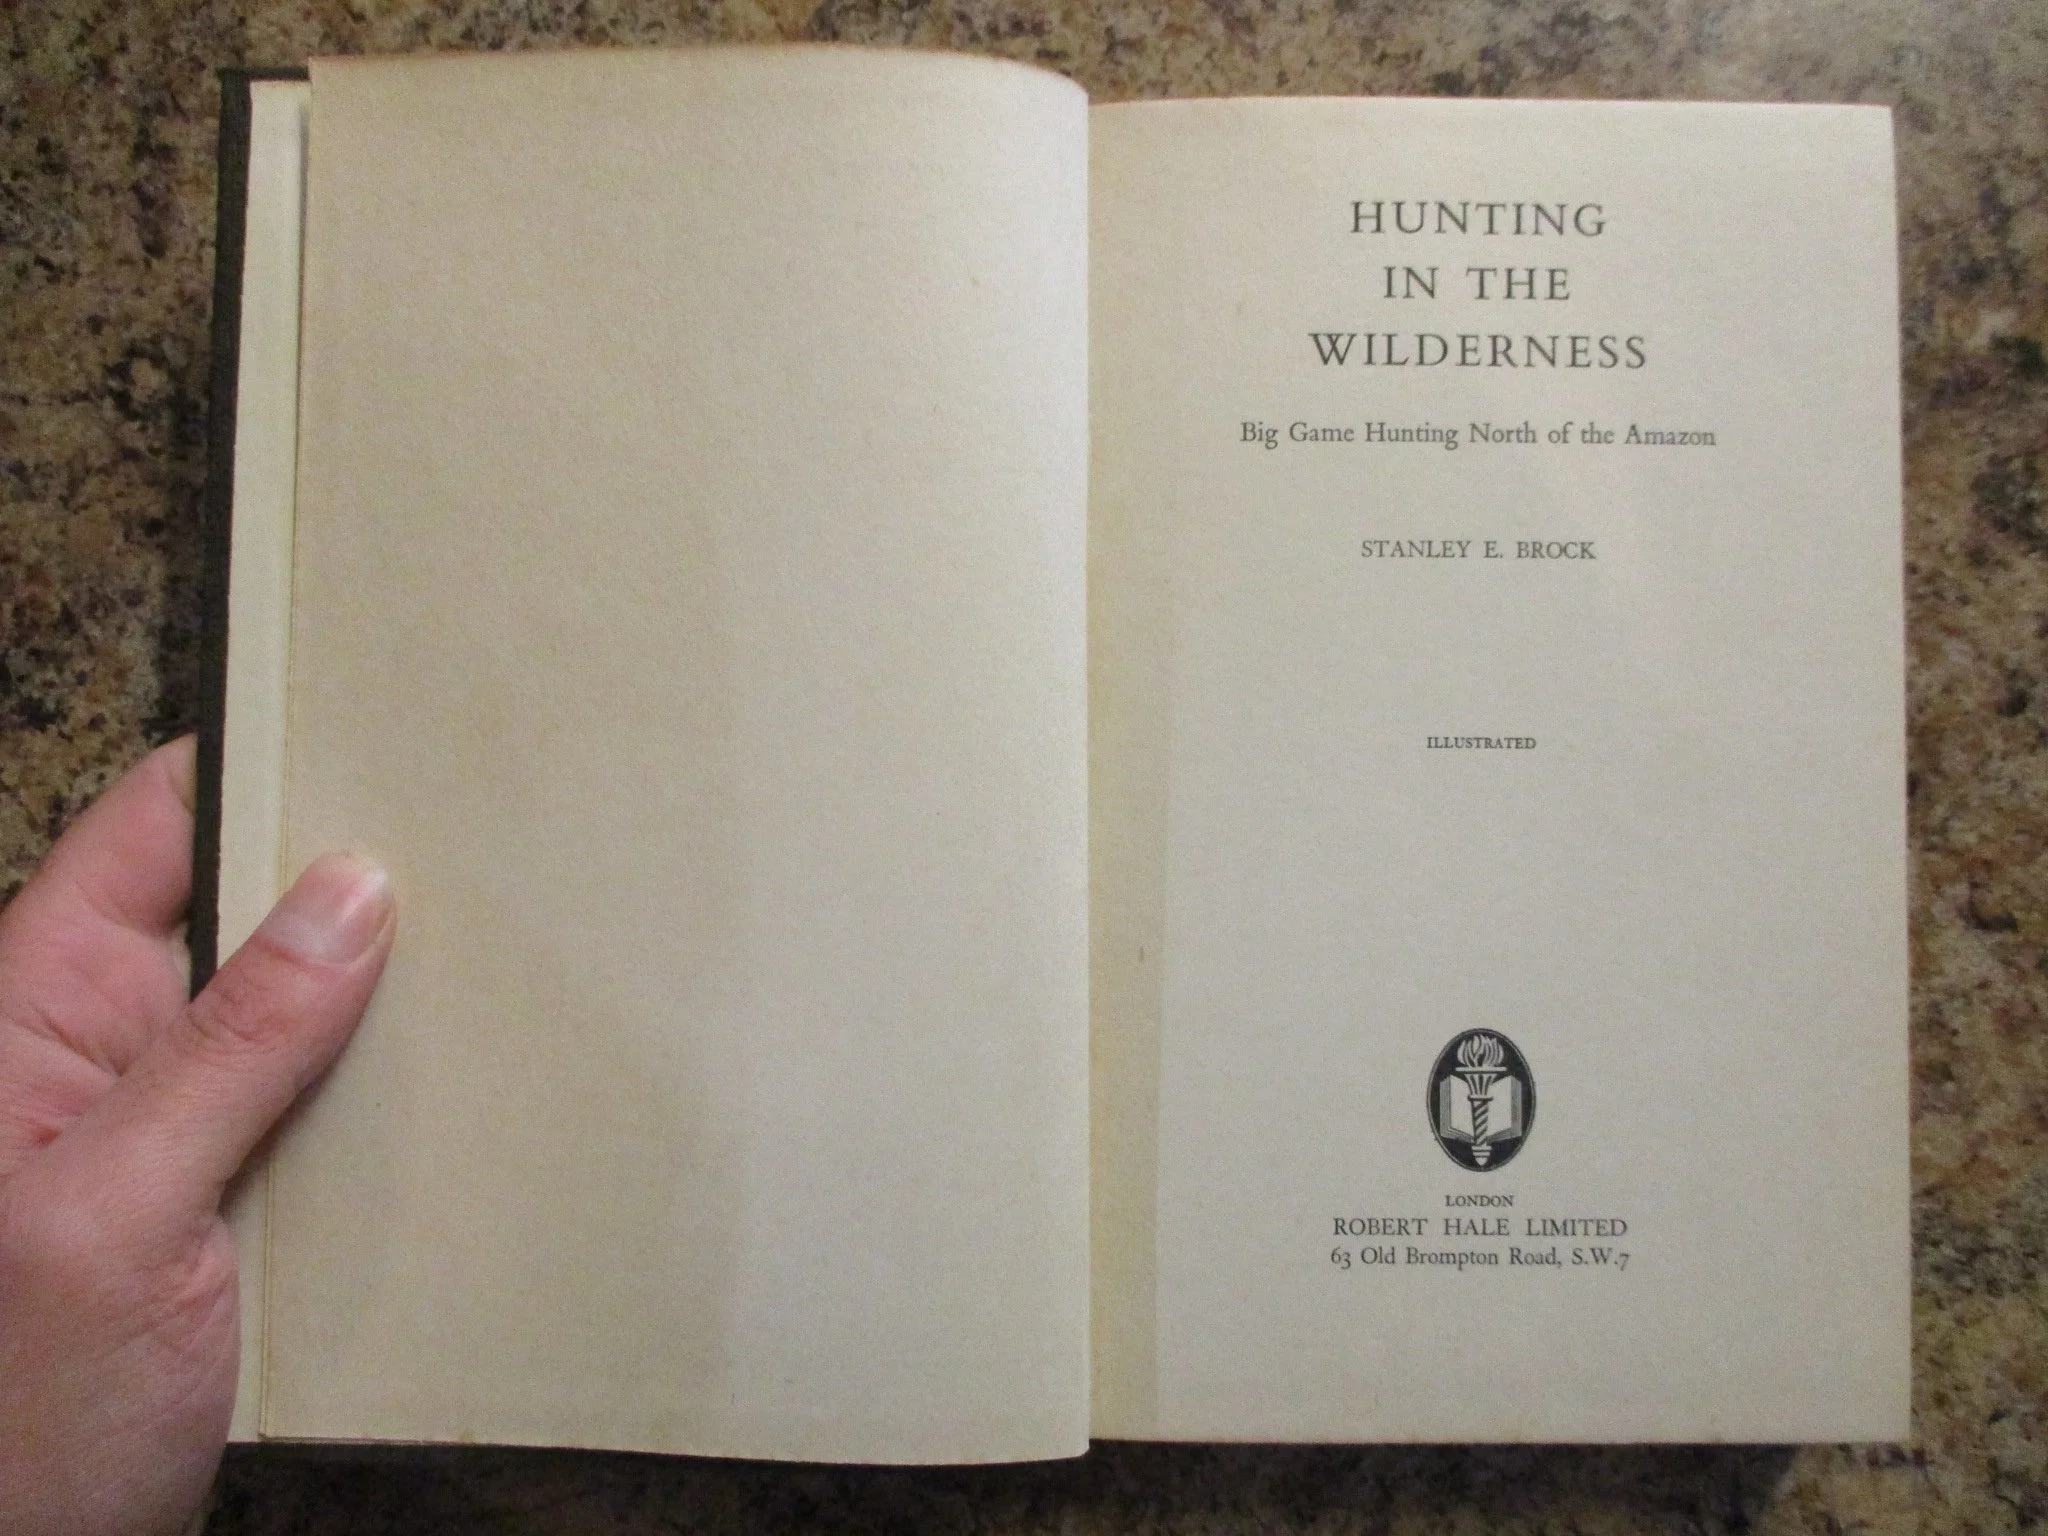 HUNTING
IN THE
WILDERNESS
Big Game Hunting North of the Amazon
STANLEY E. BROCK
ILLUSTRATED
LONDON
ROBERT HALE LIMITED
63 Old Brompton Road, S.W.7